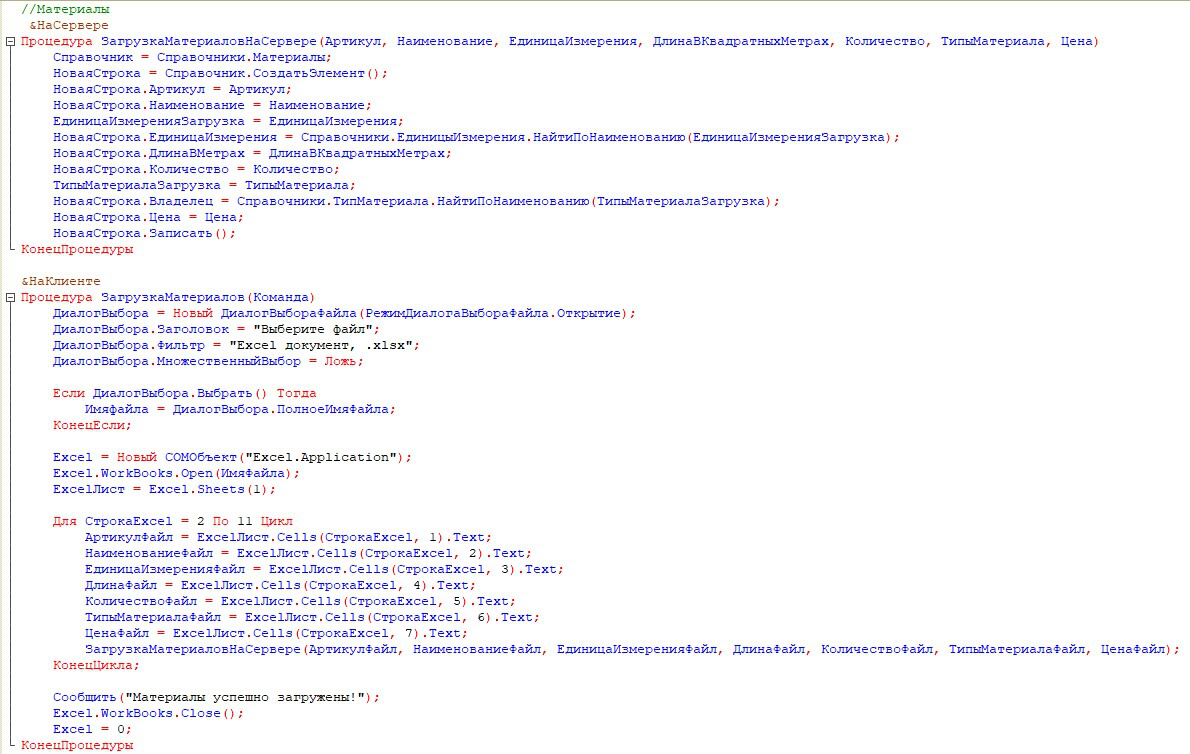 //Материалы
&НаСервере
Процедура ЗагрузкаМатериаловНаСервере(Артикул, Наименование, ЕдиницаИзмерения, ДлинаВКвадратныхМетрах, Количество, ТипыМатериала, Цена)
Справочник = Справочники.Материалы;
НоваяСтрока = Справочник.СоздатьЭлемент();
НоваяСтрока.Артикул = Артикул;
НоваяСтрока.Наименование = Наименование;
ЕдиницаИзмеренияЗагрузка = ЕдиницаИзмерения;
НоваяСтрока.ЕдиницаИзмерения = Справочники.ЕдиницыИзмерения.НайтиПоНаименованию(ЕдиницаИзмеренияЗагрузка);
НоваяСтрока.ДлинаВМетрах = ДлинаВКвадратныхМетрах;
НоваяСтрока.Количество = Количество;
ТипыМатериалаЗагрузка = ТипыМатериала;
НоваяСтрока.Владелец = Справочники.ТипМатериала.НайтиПоНаименованию(ТипыМатериалаЗагрузка);
НоваяСтрока.Цена = Цена;
НоваяСтрока.Записать();
КонецПроцедуры
&НаКлиенте
Процедура ЗагрузкаМатериалов(Команда)
ДиалогВыбора = Новый ДиалогВыбораФайла(РежимДиалогаВыбораФайла.Открытие);
ДиалогВыбора.Заголовок = "Выберите файл";
ДиалогВыбора.Фильтр = "Excel документ, .xlsx";
ДиалогВыбора.МножественныйВыбор = Ложь;
Если ДиалогВыбора.Выбрать() Тогда
ИмяФайла = ДиалогВыбора.ПолноеИмяФайла;
КонецЕсли;
Excel = Новый COMОбъект("Excel.Application");
Excel.WorkBooks.Open(ИмяФайла);
ExcelЛист = Excel.Sheets(1);
Для СтрокаExcel = 2 По 11 Цикл
АртикулФайл = ExcelЛист.Cells(СтрокаExcel, 1).Text;
НаименованиеФайл = ExcelЛист.Cells(СтрокаExcel, 2).Text;
ЕдиницаИзмеренияФайл = ExcelЛист.Cells(СтрокаExcel, 3).Text;
ДлинаФайл = ExcelЛист.Cells(СтрокаExcel, 4).Text;
КоличествоФайл = ExcelЛист.Cells(СтрокаExcel, 5).Text;
ТипыМатериалаФайл = ExcelЛист.Cells(СтрокаExcel, 6).Text;
ЦенаФайл = ExcelЛист.Cells(СтрокаExcel, 7).Text;
ЗагрузкаМатериаловНаСервере(АртикулФайл, НаименованиеФайл, ЕдиницаИзмеренияФайл, ДлинаФайл, КоличествоФайл, ТипыМатериалаФайл, ЦенаФайл);
КонецЦикла;
Сообщить("Материалы успешно загружены!");
Excel.WorkBooks.Close();
Excel = 0;
КонецПроцедуры